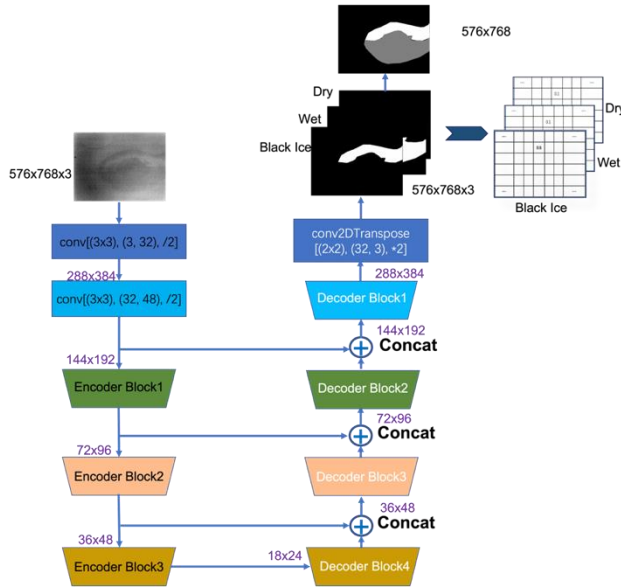 576x768
Dry
Wet
Black Ice
576x768x3
Dry
Wet
Black Ice
576x768x3
conv[(3x3), (3, 32), /2]
288x384
conv[(3x3), (32, 48), /2]
144x192
Encoder Block1
72x96
Encoder Block2
36x48
Encoder Block3
18x24
Decoder Block4
36x48
Concat
Decoder Block3
72x96
Concat
Decoder Block2
144x192
Concat
Decoder Block1
288x384
conv2DTranspose
[(2x2), (32, 3), *2]